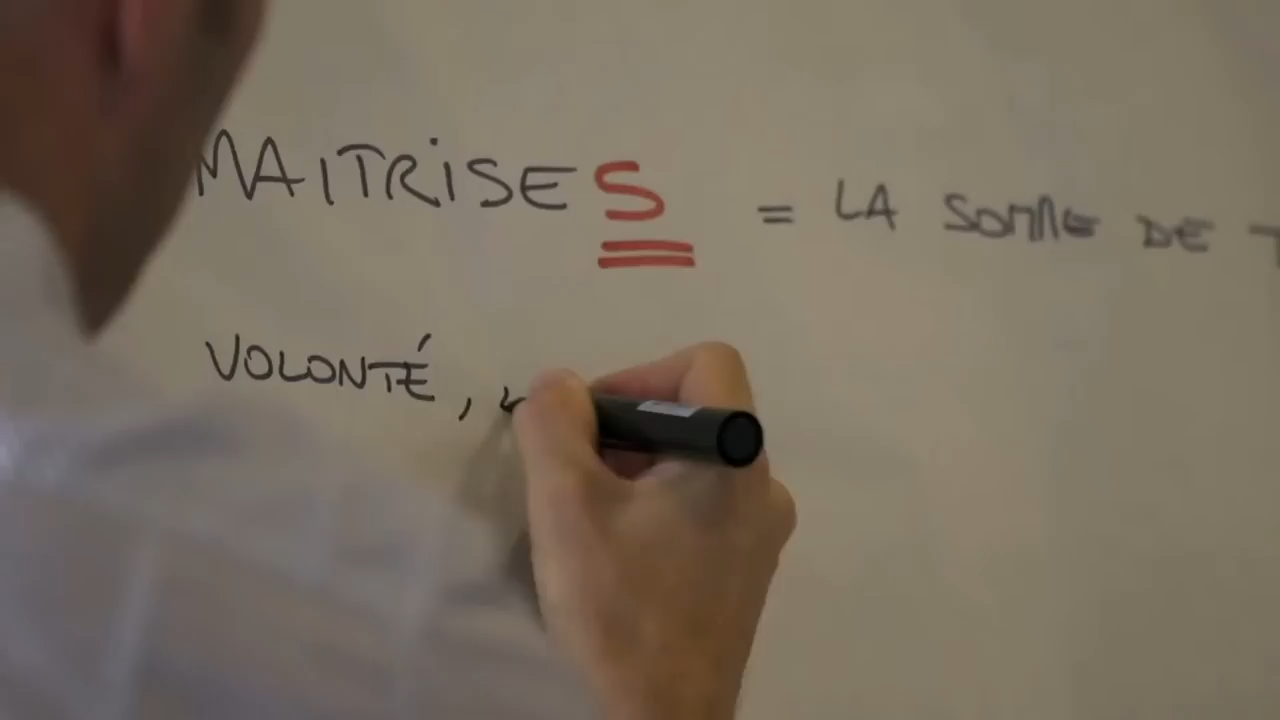 MAITRiSES = LA SOMME DE
VOLONTÉ,